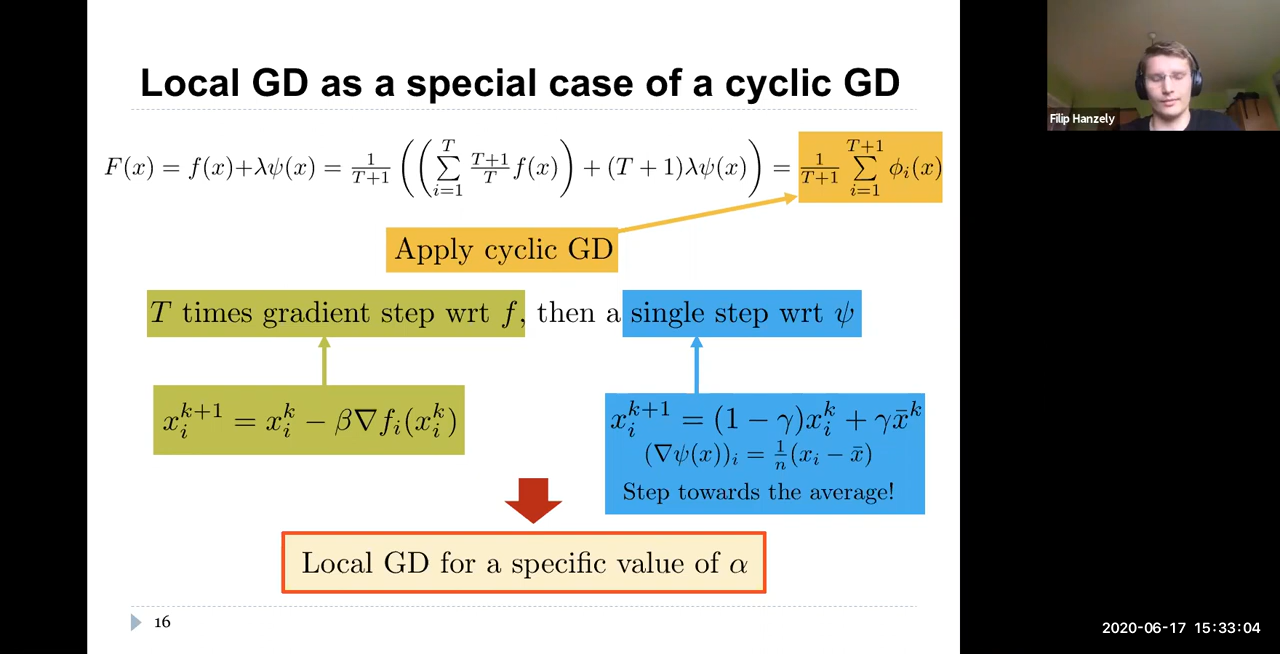 Local GD as a special case of a cyclic GD
F(x) = f(x)+λψ(x) = 1/(T+1) ((∑_{i=1}^{T} (T+1)/T f(x)) + (T + 1)λψ(x)) = 1/(T+1) ∑_{i=1}^{T+1} ϕ_i(x)
Apply cyclic GD
T times gradient step wrt f, then a single step wrt ψ
x_i^{k+1} = x_i^k − β∇f_i(x_i^k)
x_i^{k+1} = (1 − γ)x_i^k + γx̄^k
(∇ψ(x))_i = 1/n (x_i − x̄)
Step towards the average!
Local GD for a specific value of α
16
Filip Hanzely
2020-06-17 15:33:04